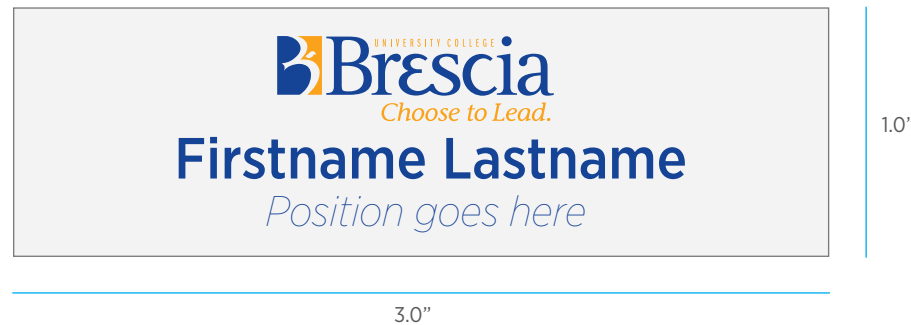 UNIVERSITY COLLEGE
Brescia
Choose to Lead.
Firstname Lastname
Position goes here
1.0’
3.0”